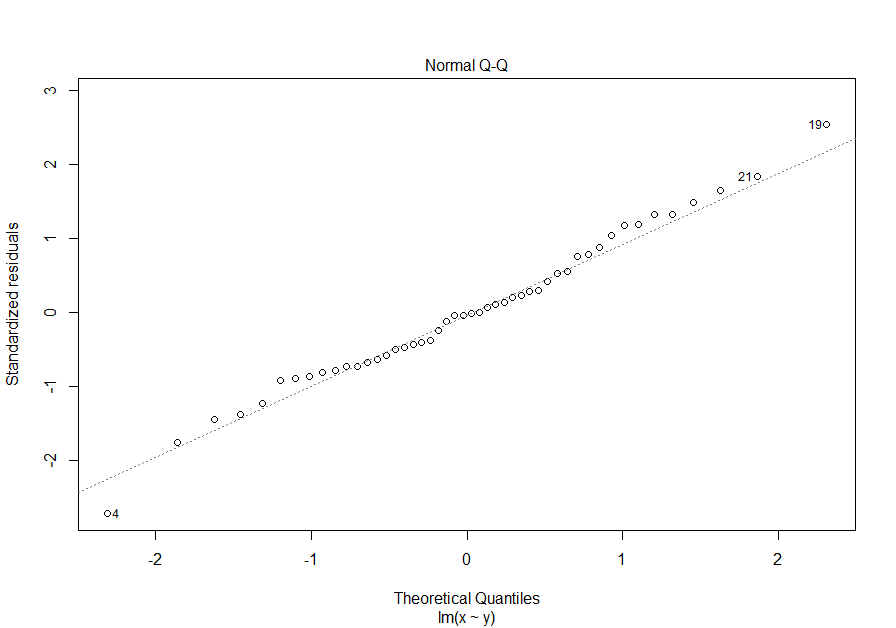 Normal Q-Q
Standardized residuals
3
2
1
0
-1
-2
19
21
4
-2 -1 0 1 2
Theoretical Quantiles
lm(x ~ y)